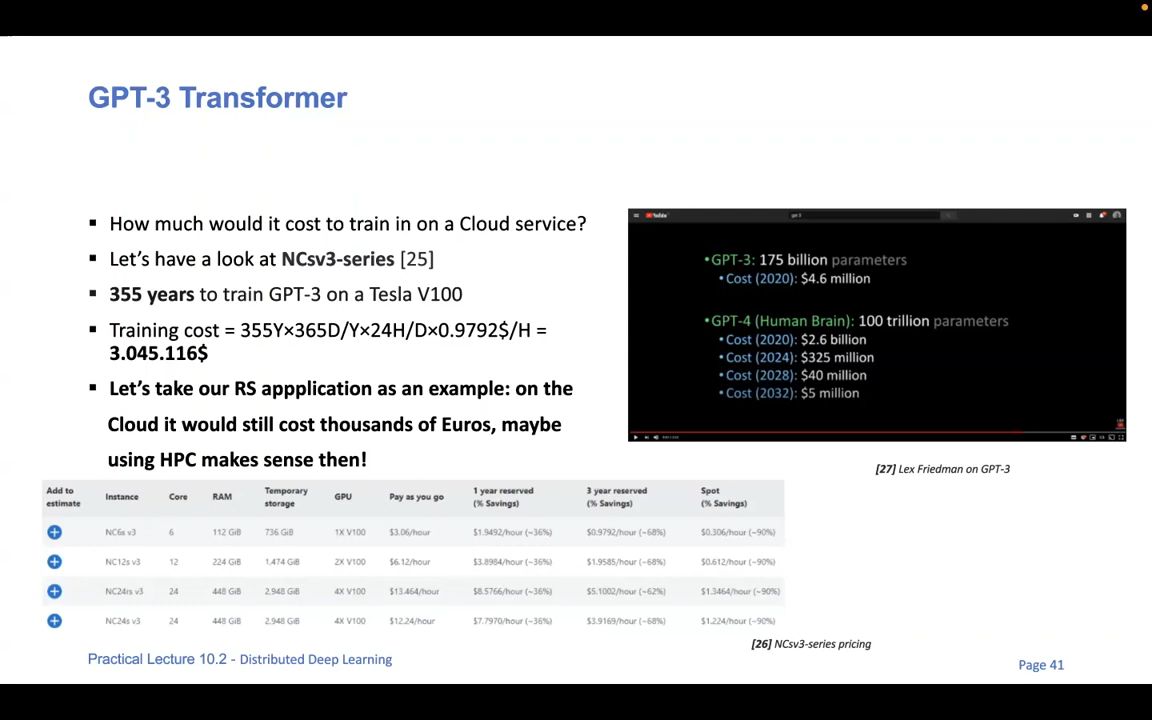 GPT-3 Transformer
▪ How much would it cost to train in on a Cloud service?
▪ Let's have a look at NCsv3-series [25]
▪ 355 years to train GPT-3 on a Tesla V100
▪ Training cost = 355Y×365D/Y×24H/D×0.9792$/H =
3.045.116$
▪ Let's take our RS appplication as an example: on the
Cloud it would still cost thousands of Euros, maybe
using HPC makes sense then!
YouTube
gpt 3
•GPT-3: 175 billion parameters
•Cost (2020): $4.6 million
•GPT-4 (Human Brain): 100 trillion parameters
•Cost (2020): $2.6 billion
•Cost (2024): $325 million
•Cost (2028): $40 million
•Cost (2032): $5 million
[27] Lex Friedman on GPT-3
Add to estimate Instance Core RAM Temporary storage GPU Pay as you go 1 year reserved (% Savings) 3 year reserved (% Savings) Spot (% Savings)
NC6s v3 6 112 GiB 736 GiB 1X V100 $3.06/hour $1.9492/hour (~36%) $0.9792/hour (~68%) $0.306/hour (~90%)
NC12s v3 12 224 GiB 1,474 GiB 2X V100 $6.12/hour $3.8984/hour (~36%) $1.9585/hour (~68%) $0.612/hour (~90%)
NC24rs v3 24 448 GiB 2,948 GiB 4X V100 $13.464/hour $8.5766/hour (~36%) $5.1002/hour (~62%) $1.3464/hour (~90%)
NC24s v3 24 448 GiB 2,948 GiB 4X V100 $12.24/hour $7.7970/hour (~36%) $3.9169/hour (~68%) $1.224/hour (~90%)
[26] NCsv3-series pricing
Practical Lecture 10.2 - Distributed Deep Learning
Page 41